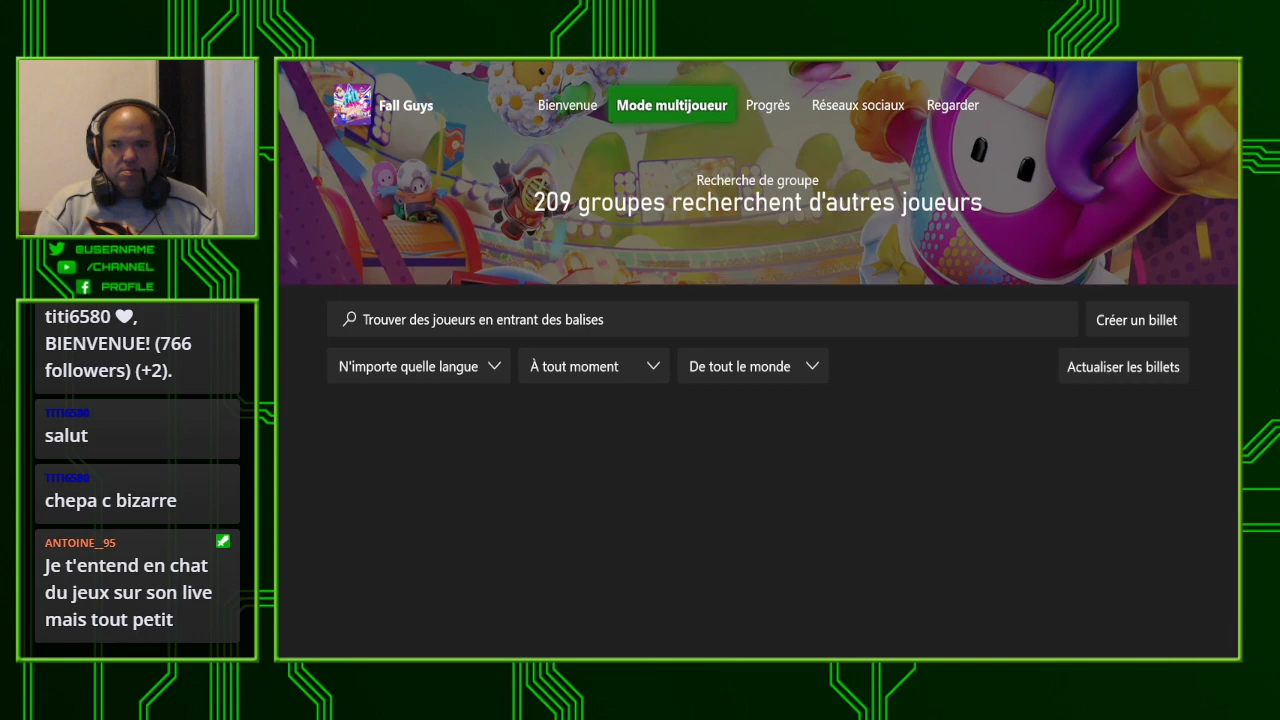 Fall Guys
Bienvenue
Mode multijoueur
Progrès
Réseaux sociaux
Regarder
Recherche de groupe
209 groupes recherchent d'autres joueurs
Trouver des joueurs en entrant des balises
Créer un billet
N'importe quelle langue
À tout moment
De tout le monde
Actualiser les billets
@USERNAME
/CHANNEL
PROFILE
titi6580 🖤,
BIENVENUE! (766
followers) (+2).
TITI6580
salut
TITI6580
chepa c bizarre
ANTOINE_95
Je t'entend en chat
du jeux sur son live
mais tout petit